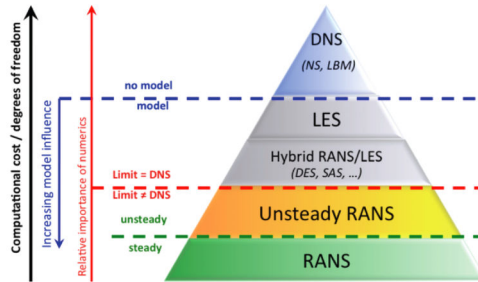 Computational cost / degrees of freedom
Increasing model influence
Relative importance of numerics
DNS
(NS, LBM)
no model
model
LES
Hybrid RANS/LES
(DES, SAS, ...)
Limit = DNS
Limit ≠ DNS
Unsteady RANS
unsteady
steady
RANS